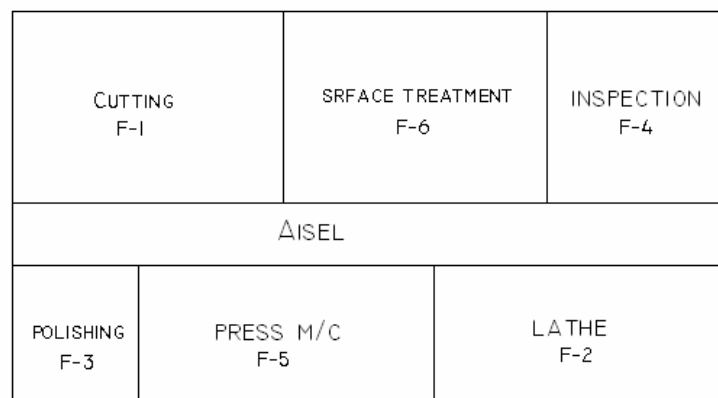 CUTTING
F-1
SRFACE TREATMENT
F-6
INSPECTION
F-4
AISEL
POLISHING
F-3
PRESS M/C
F-5
LATHE
F-2